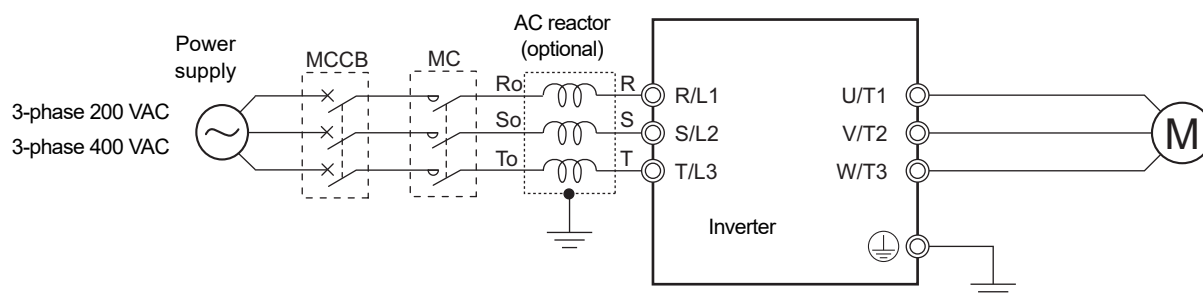 AC reactor
(optional)
Power
supply
MCCB
MC
3-phase 200 VAC
3-phase 400 VAC
Ro
R
R/L1
U/T1
So
S
S/L2
V/T2
M
To
T
T/L3
W/T3
Inverter